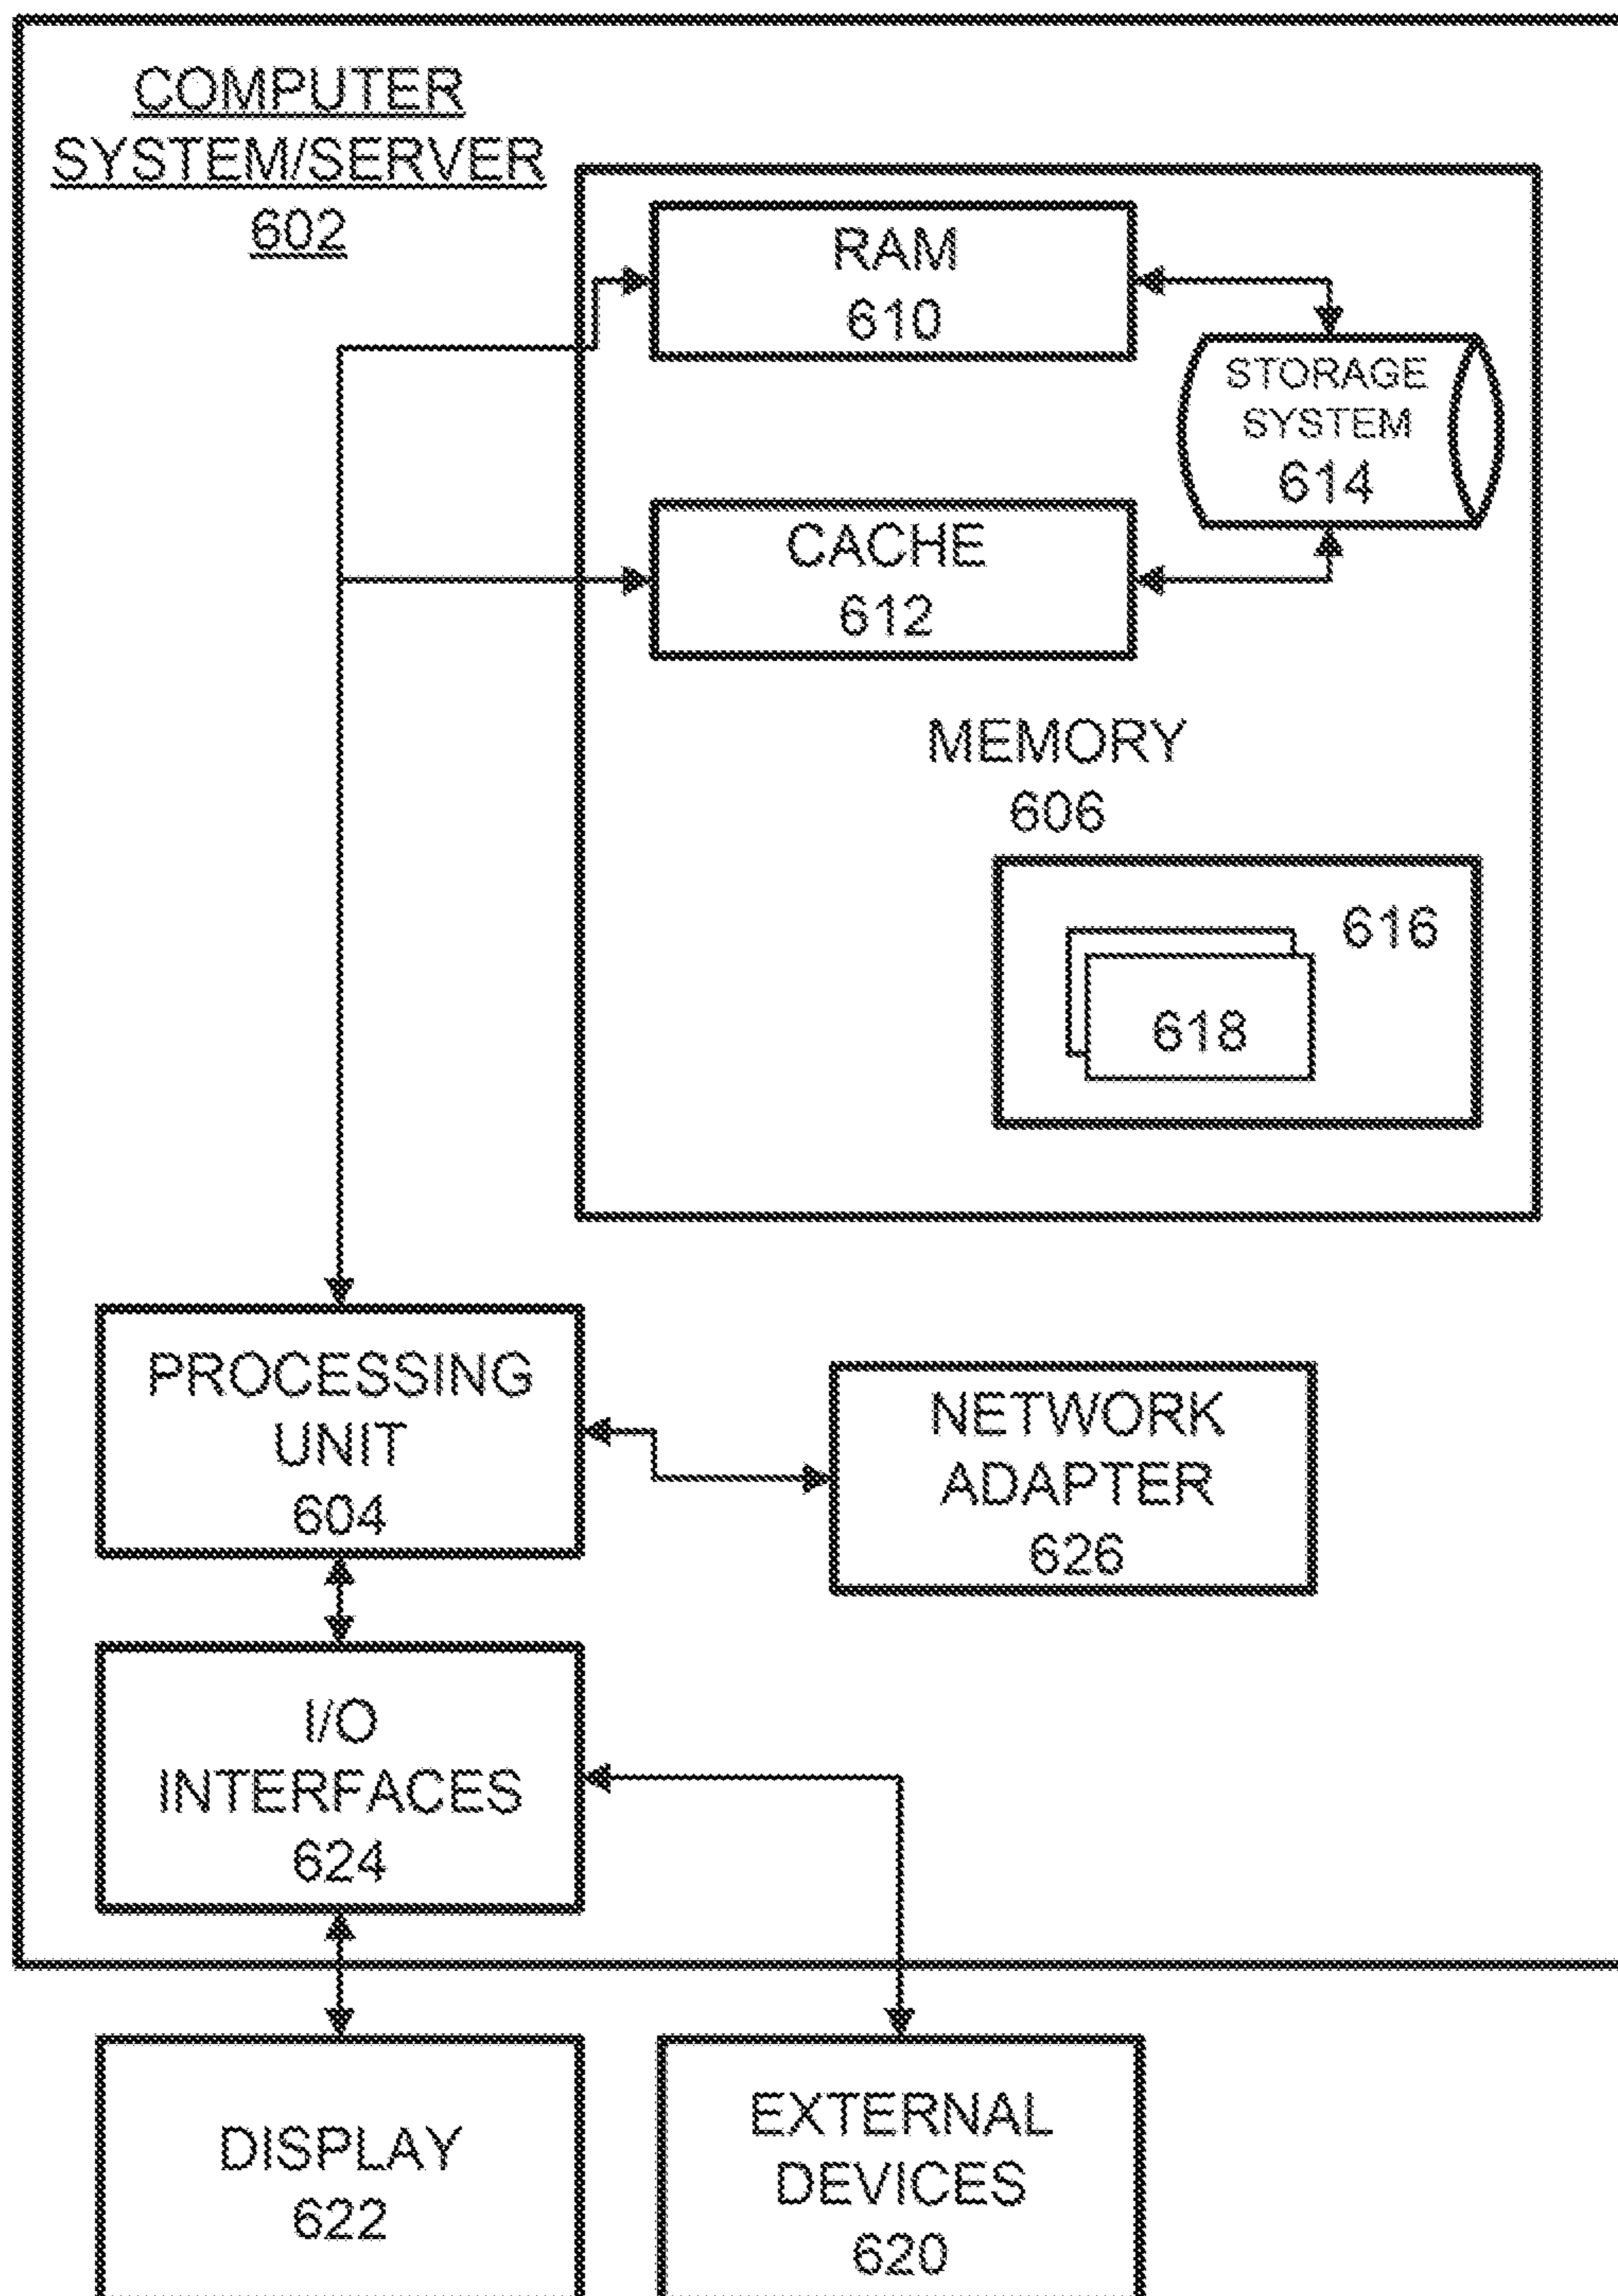 COMPUTER
SYSTEM/SERVER
602
RAM
610
STORAGE
SYSTEM
614
CACHE
612
MEMORY
606
616
618
PROCESSING
UNIT
604
NETWORK
ADAPTER
626
I/O
INTERFACES
624
DISPLAY
622
EXTERNAL
DEVICES
620